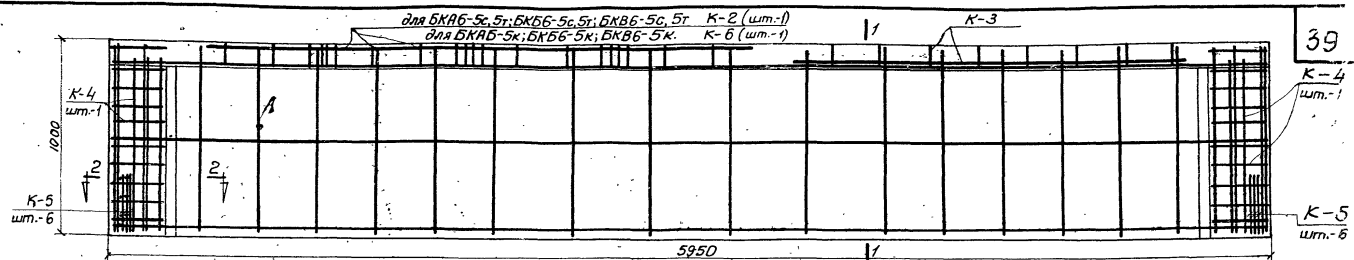 для БКА6-5с,5т; БКБ6-5с,5т; БКВ6-5с,5т К-2 (шт.-1)
для БКА6-5к; БКБ6-5к; БКВ6-5к. К-6 (шт.-1)
1
К-3
39
К-4
шт.-1
А
К-4
шт.-1
1000
2
2
К-5
шт.-6
К-5
шт.-6
5950
1